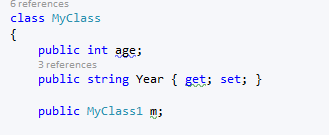 6 references
class MyClass
{
public int age;
3 references
public string Year { get; set; }
public MyClass1 m;